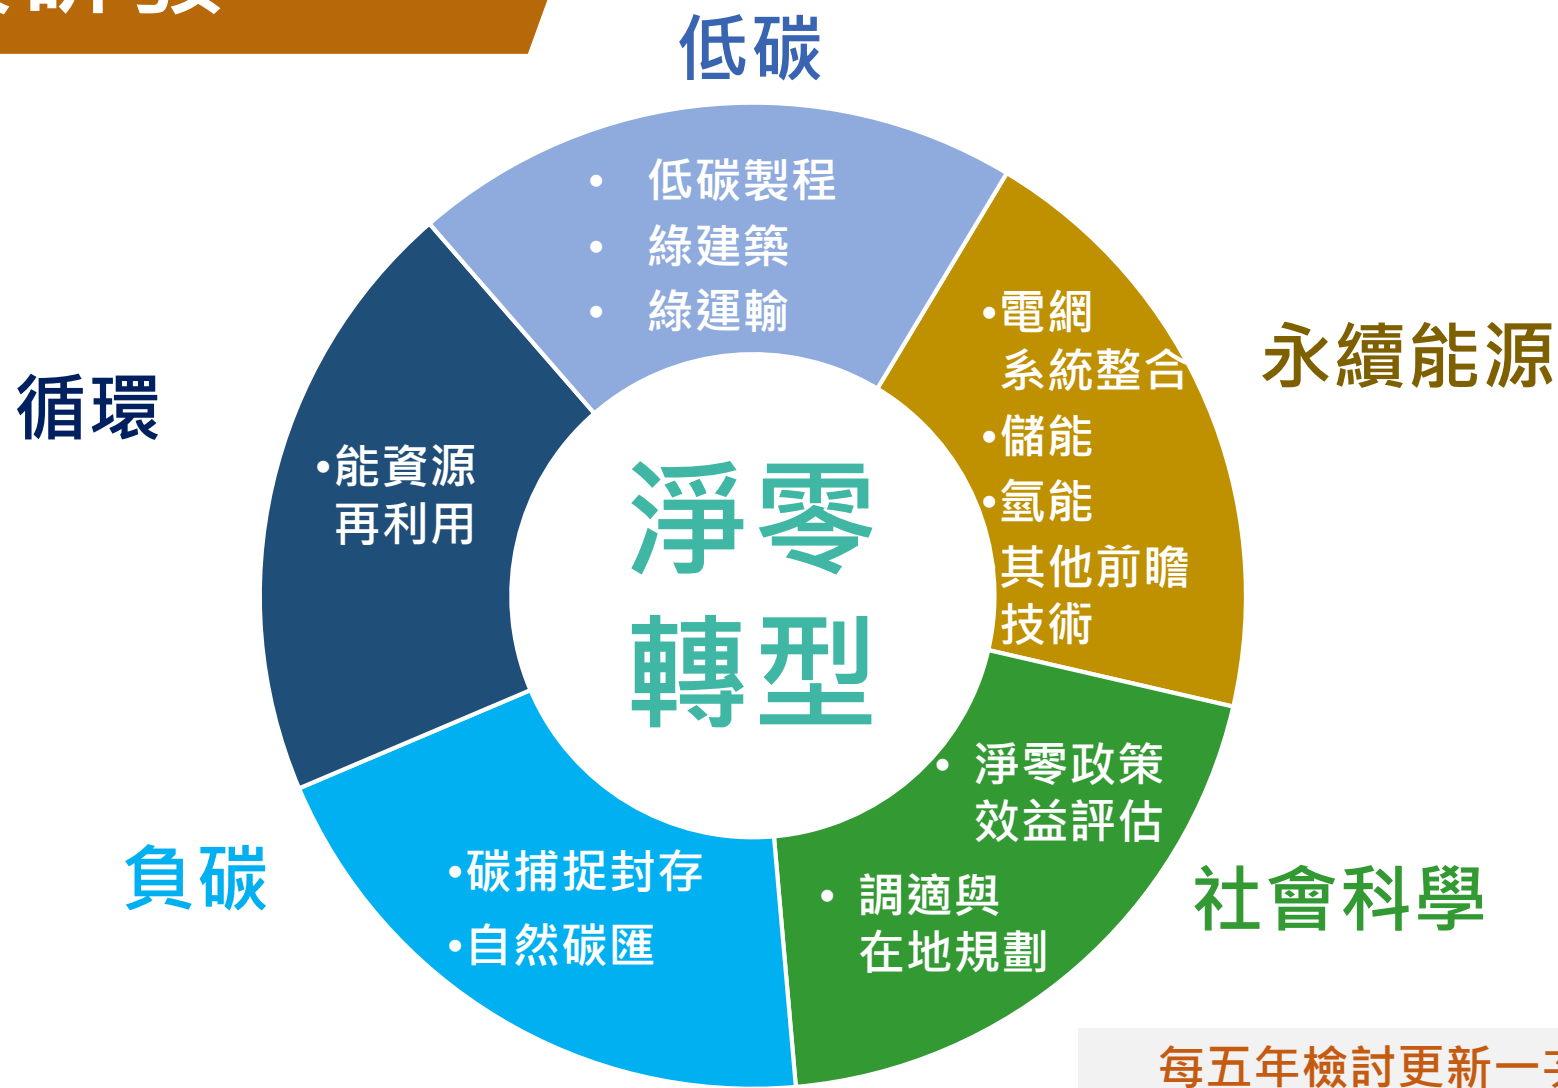 研發
低碳
• 低碳製程
• 綠建築
• 綠運輸
永續能源
•電網
系統整合
•儲能
•氫能
其他前瞻
技術
循環
•能資源
再利用
淨零
轉型
社會科學
• 淨零政策
效益評估
• 調適與
在地規劃
負碳
•碳捕捉封存
•自然碳匯
每五年檢討更新一